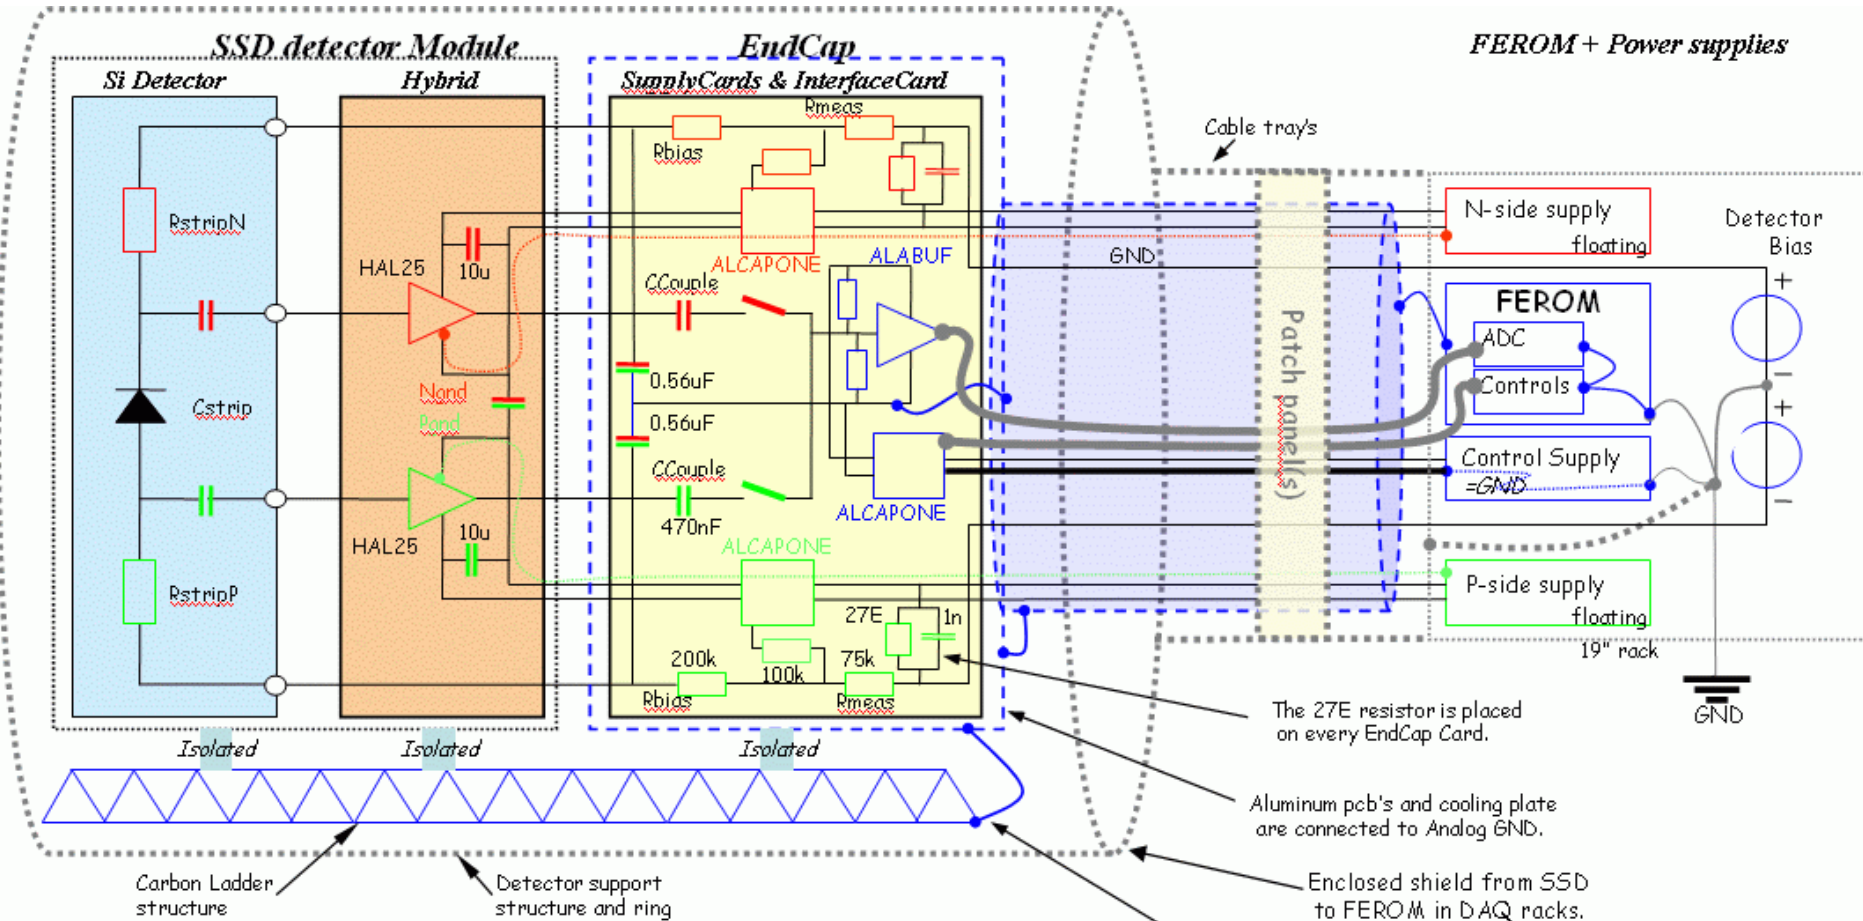 SSD detector Module
EndCap
FEROM + Power supplies
Si Detector
Hybrid
SupplyCards & InterfaceCard
Rmeas
Cable tray's
Rbias
RstripN
N-side supply
floating
Detector
Bias
HAL25
10u
ALCAPONE
ALABUF
GND
CCouple
+
FEROM
ADC
Patch panel(s)
Nand
0.56uF
Controls
−
Cstrip
Pand
0.56uF
+
CCouple
Control Supply
=GND
470nF
ALCAPONE
−
HAL25
10u
ALCAPONE
RstripP
27E
1n
P-side supply
floating
200k
100k
75k
19" rack
Rbias
Rmeas
GND
The 27E resistor is placed
on every EndCap Card.
Isolated
Isolated
Isolated
Aluminum pcb's and cooling plate
are connected to Analog GND.
Carbon Ladder
structure
Detector support
structure and ring
Enclosed shield from SSD
to FEROM in DAQ racks.